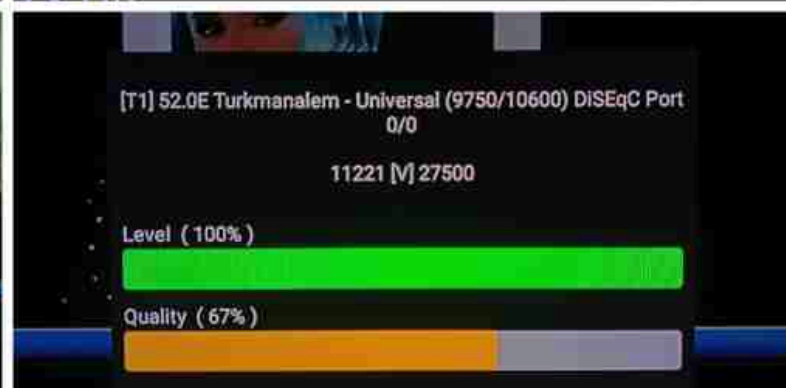 [T1] 52.0E Turkmanalem - Universal (9750/10600) DiSEqC Port
0/0
11221 [V] 27500
Level ( 100% )
Quality ( 67% )